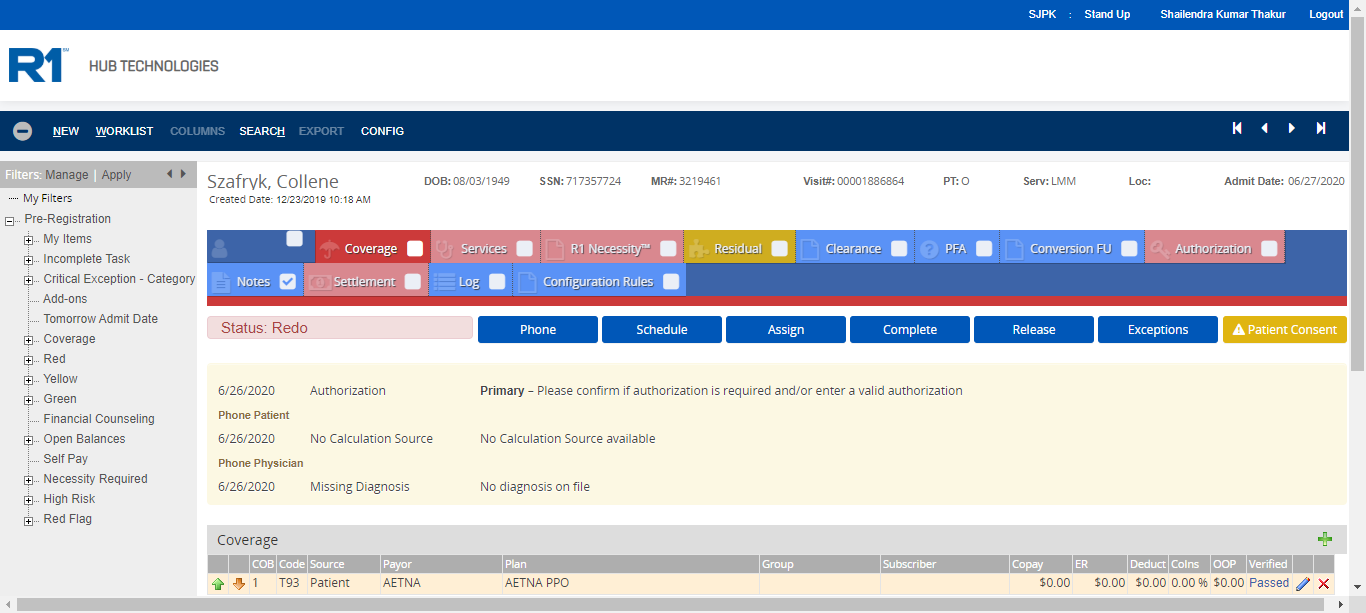 SJPK : Stand Up Shailendra Kumar Thakur Logout
R1 HUB TECHNOLOGIES
NEW WORKLIST COLUMNS SEARCH EXPORT CONFIG
Filters: Manage | Apply
My Filters
Pre-Registration
My Items
Incomplete Task
Critical Exception - Category
Add-ons
Tomorrow Admit Date
Coverage
Red
Yellow
Green
Financial Counseling
Open Balances
Self Pay
Necessity Required
High Risk
Red Flag
Szafryk, Collene DOB: 08/03/1949 SSN: 717357724 MR#: 3219461 Visit#: 00001886864 PT: O Serv: LMM Loc: Admit Date: 06/27/2020
Created Date: 12/23/2019 10:18 AM
Coverage Services R1 Necessity™ Residual Clearance PFA Conversion FU Authorization
Notes Settlement Log Configuration Rules
Status: Redo Phone Schedule Assign Complete Release Exceptions Patient Consent
6/26/2020 Authorization Primary – Please confirm if authorization is required and/or enter a valid authorization
Phone Patient
6/26/2020 No Calculation Source No Calculation Source available
Phone Physician
6/26/2020 Missing Diagnosis No diagnosis on file
Coverage
COB Code Source Payor Plan Group Subscriber Copay ER Deduct CoIns OOP Verified
1 T93 Patient AETNA AETNA PPO $0.00 $0.00 $0.00 0.00 % $0.00 Passed